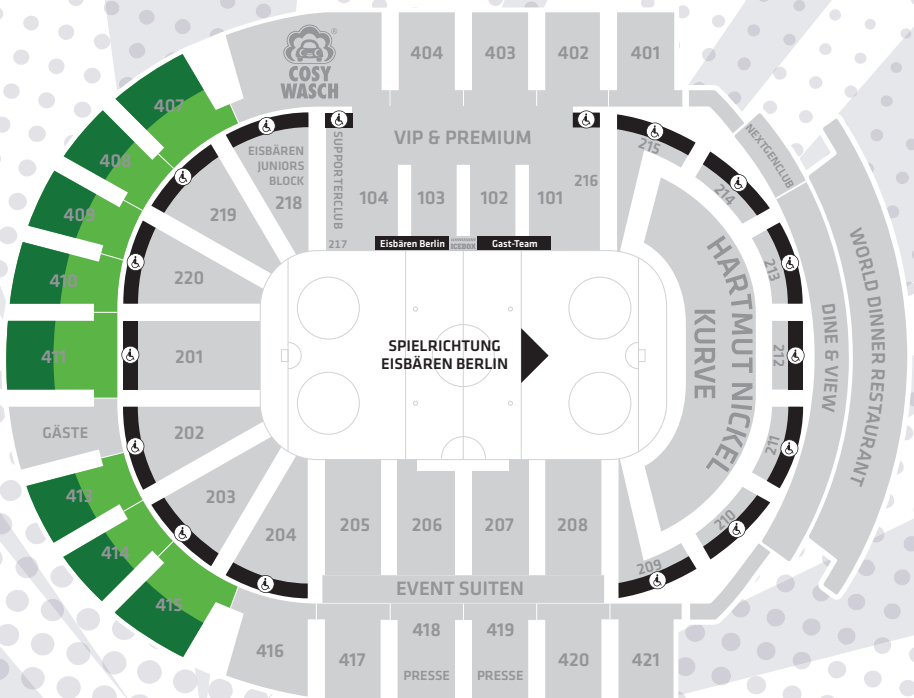 404
403
402
401
COSY
WASCH
®
407
408
409
410
411
GÄSTE
413
414
415
416
417
418
PRESSE
419
PRESSE
420
421
VIP & PREMIUM
EISBÄREN
JUNIORS
BLOCK
218
SUPPORTERCLUB
217
104
103
102
101
216
215
214
213
212
211
210
209
NEXTGENCLUB
219
220
201
202
203
204
205
206
207
208
Eisbären Berlin
ICEBOX
Gast-Team
SPIELRICHTUNG
EISBÄREN BERLIN
HARTMUT NICKEL
KURVE
DINE & VIEW
WORLD DINNER RESTAURANT
EVENT SUITEN